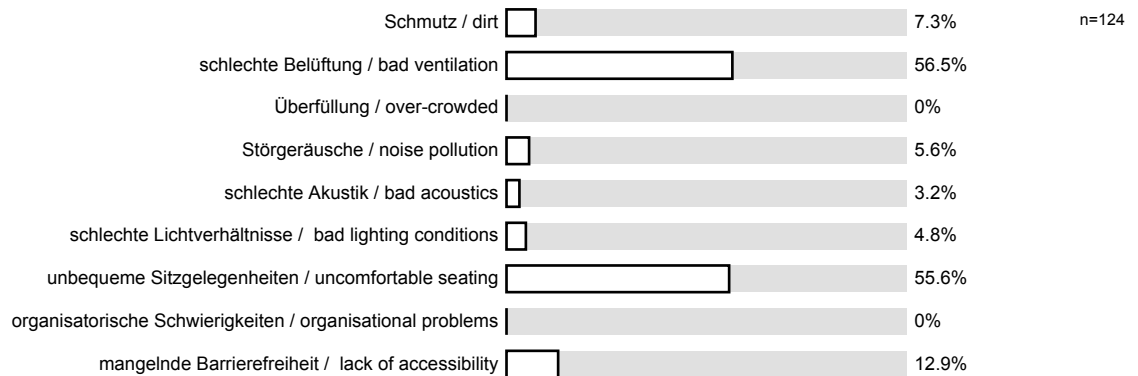 Schmutz / dirt 7.3% n=124
schlechte Belüftung / bad ventilation 56.5%
Überfüllung / over-crowded 0%
Störgeräusche / noise pollution 5.6%
schlechte Akustik / bad acoustics 3.2%
schlechte Lichtverhältnisse /  bad lighting conditions 4.8%
unbequeme Sitzgelegenheiten / uncomfortable seating 55.6%
organisatorische Schwierigkeiten / organisational problems 0%
mangelnde Barrierefreiheit /  lack of accessibility 12.9%